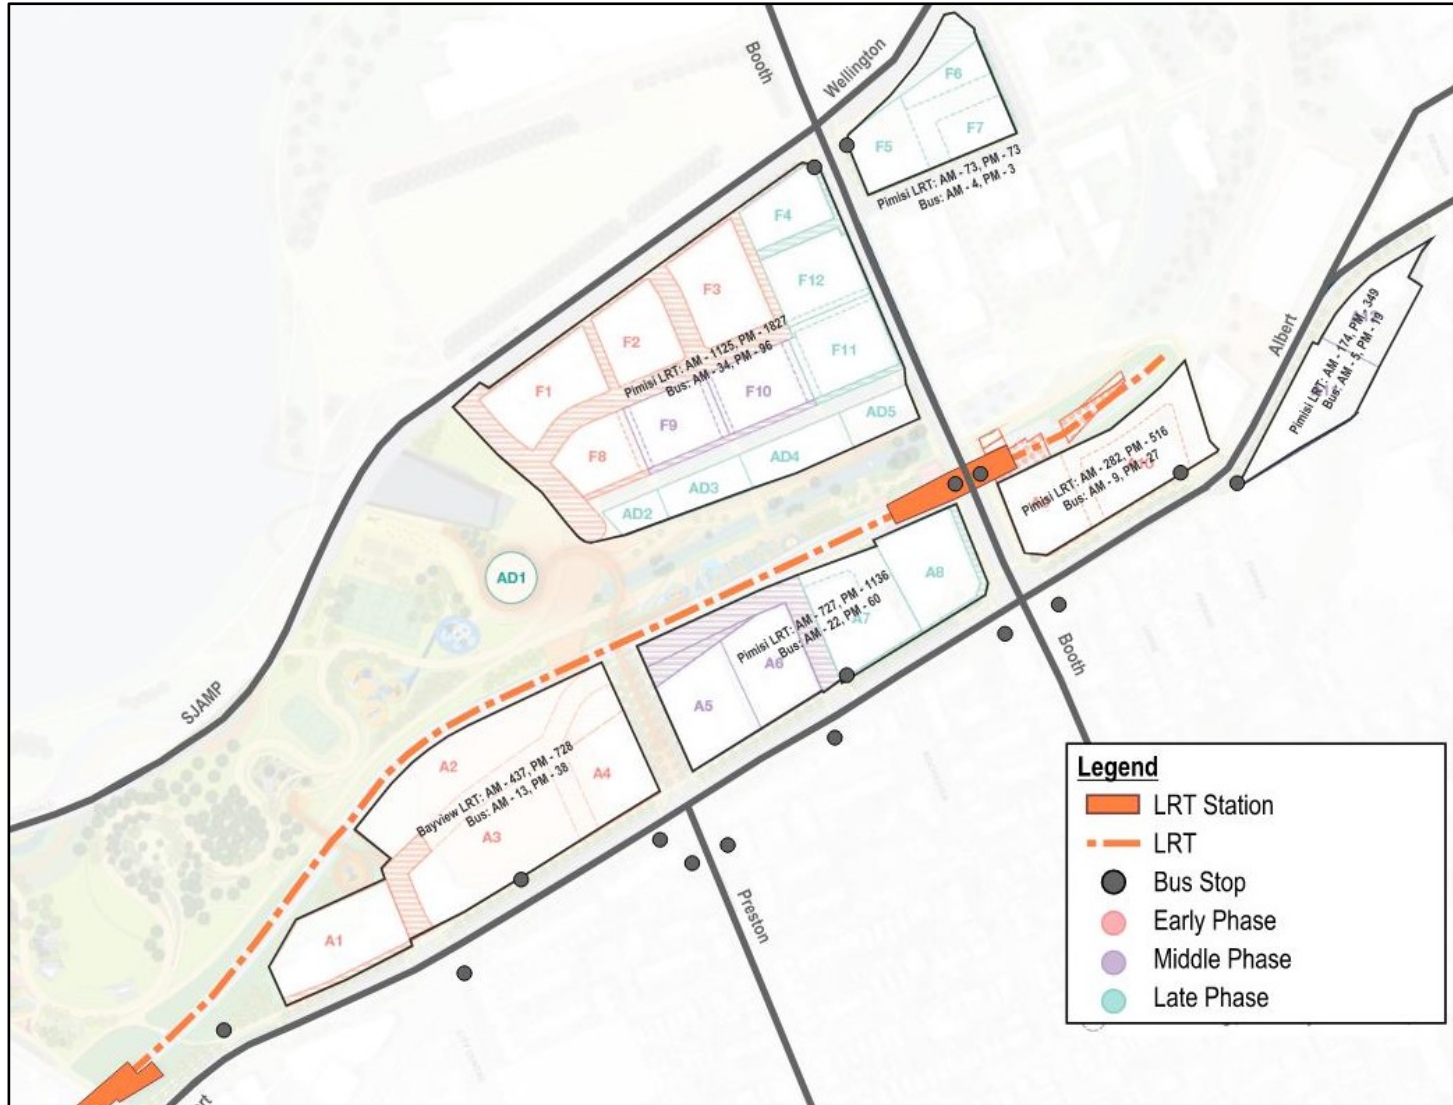 Booth
Wellington
F6
F5
F7
Pimisi LRT: AM - 73, PM - 73
Bus: AM - 4, PM - 3
F4
F12
F3
F2
F11
F1
Pimisi LRT: AM - 1125, PM - 1827
Bus: AM - 34, PM - 96
F10
F9
F8
AD5
AD4
AD3
AD2
AD1
Albert
Pimisi LRT: AM - 174, PM - 349
Bus: AM - 5, PM - 19
Pimisi LRT: AM - 282, PM - 516
Bus: AM - 9, PM - 27
A8
A7
Pimisi LRT: AM - 727, PM - 1136
Bus: AM - 22, PM - 60
A6
A5
Booth
SJAMP
A2
A4
Bayview LRT: AM - 437, PM - 728
Bus: AM - 13, PM - 38
A3
A1
Preston
Legend
LRT Station
LRT
Bus Stop
Early Phase
Middle Phase
Late Phase